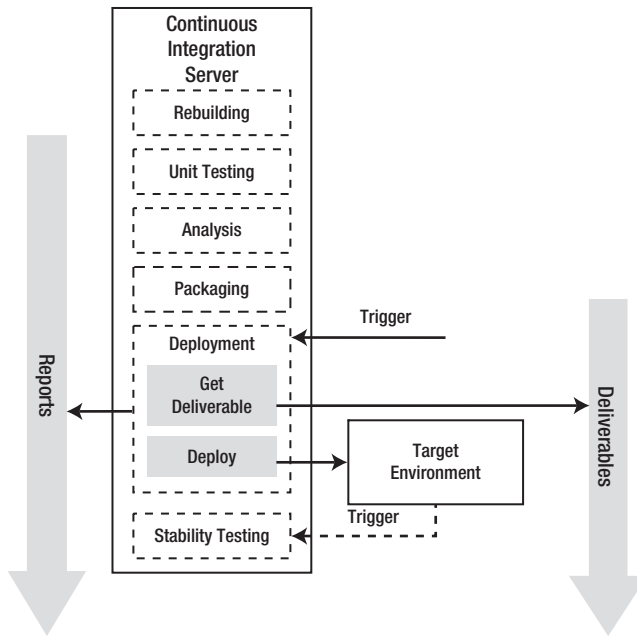 Continuous
Integration
Server
Rebuilding
Unit Testing
Analysis
Packaging
Trigger
Deployment
Get
Deliverable
Deploy
Target
Environment
Trigger
Stability Testing
Reports
Deliverables